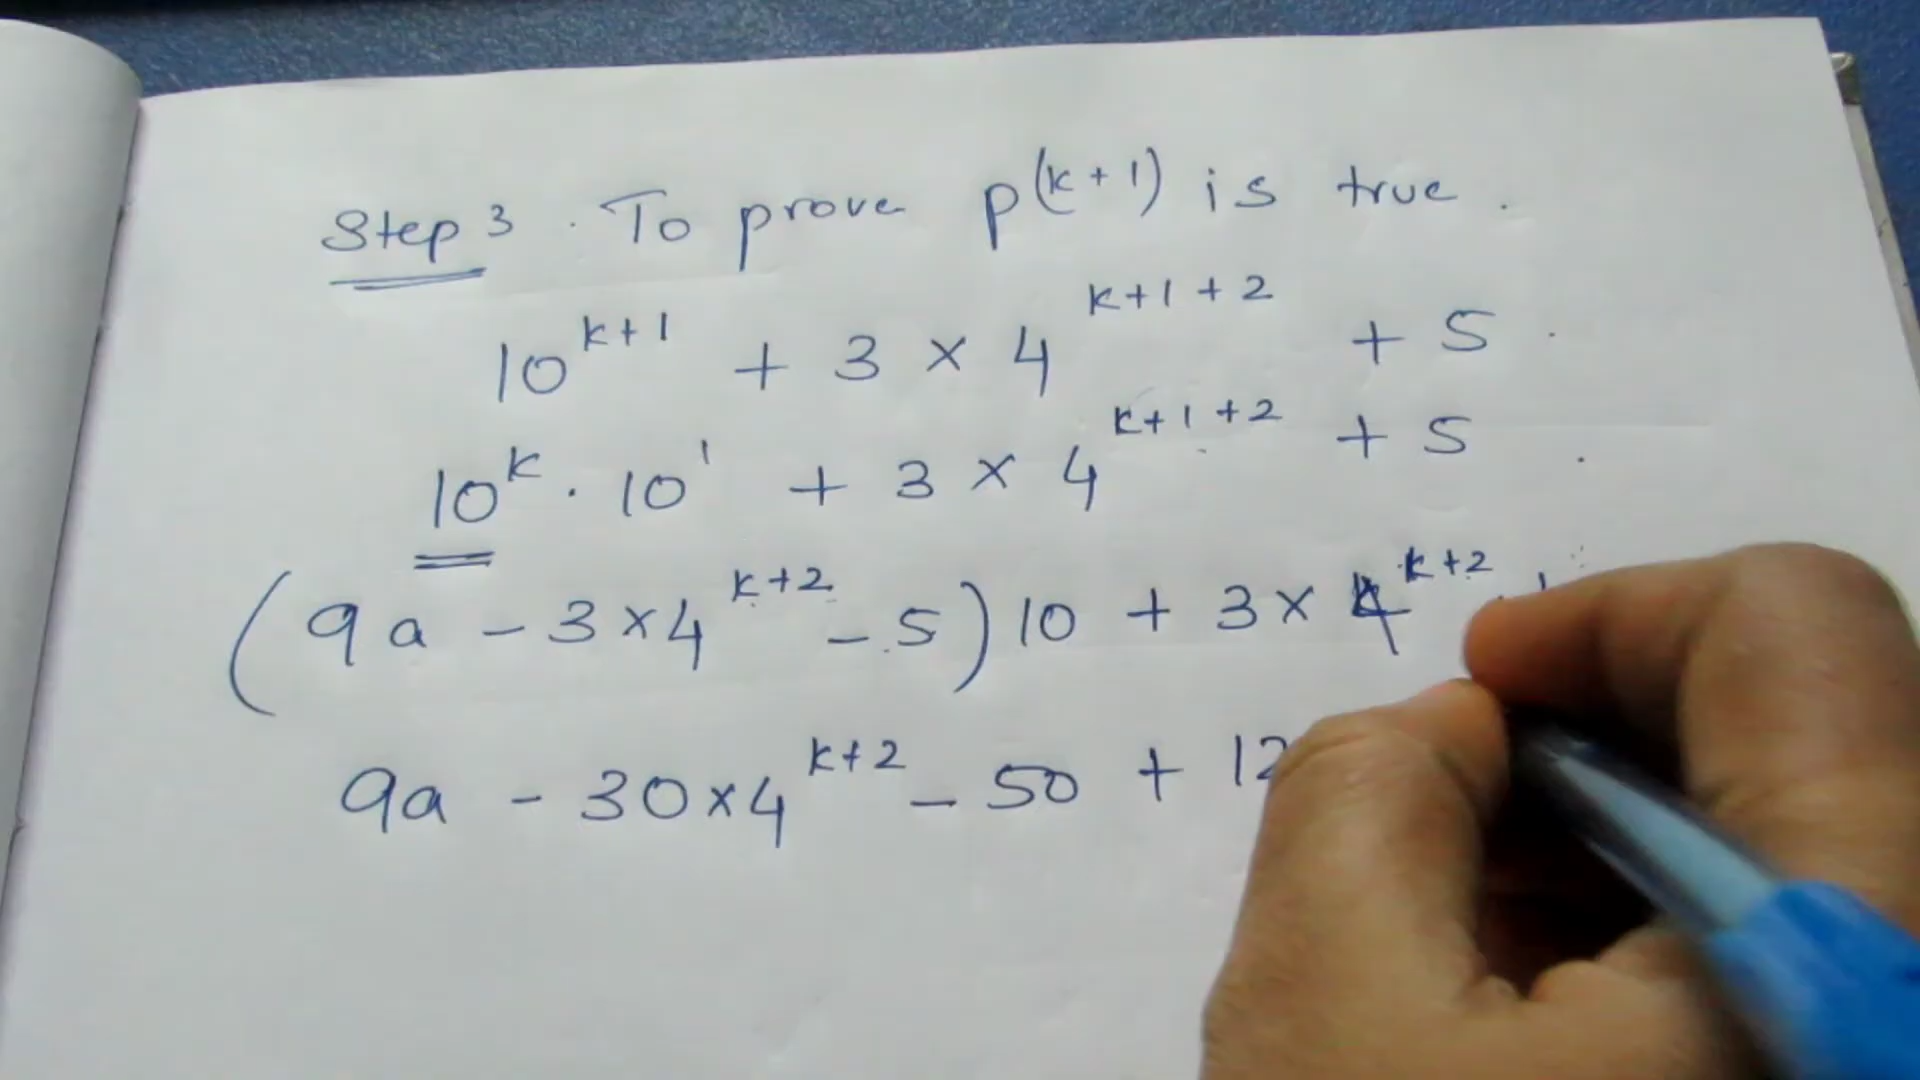 Step 3 . To prove p(k+1) is true .
10^{k+1} + 3 × 4^{k+1+2} + 5 .
10^k . 10^1 + 3 × 4^{k+1+2} + 5 .
(9a - 3×4^{k+2} - 5) 10 + 3 × 4^{k+2} .
9a - 30×4^{k+2} - 50 + 12